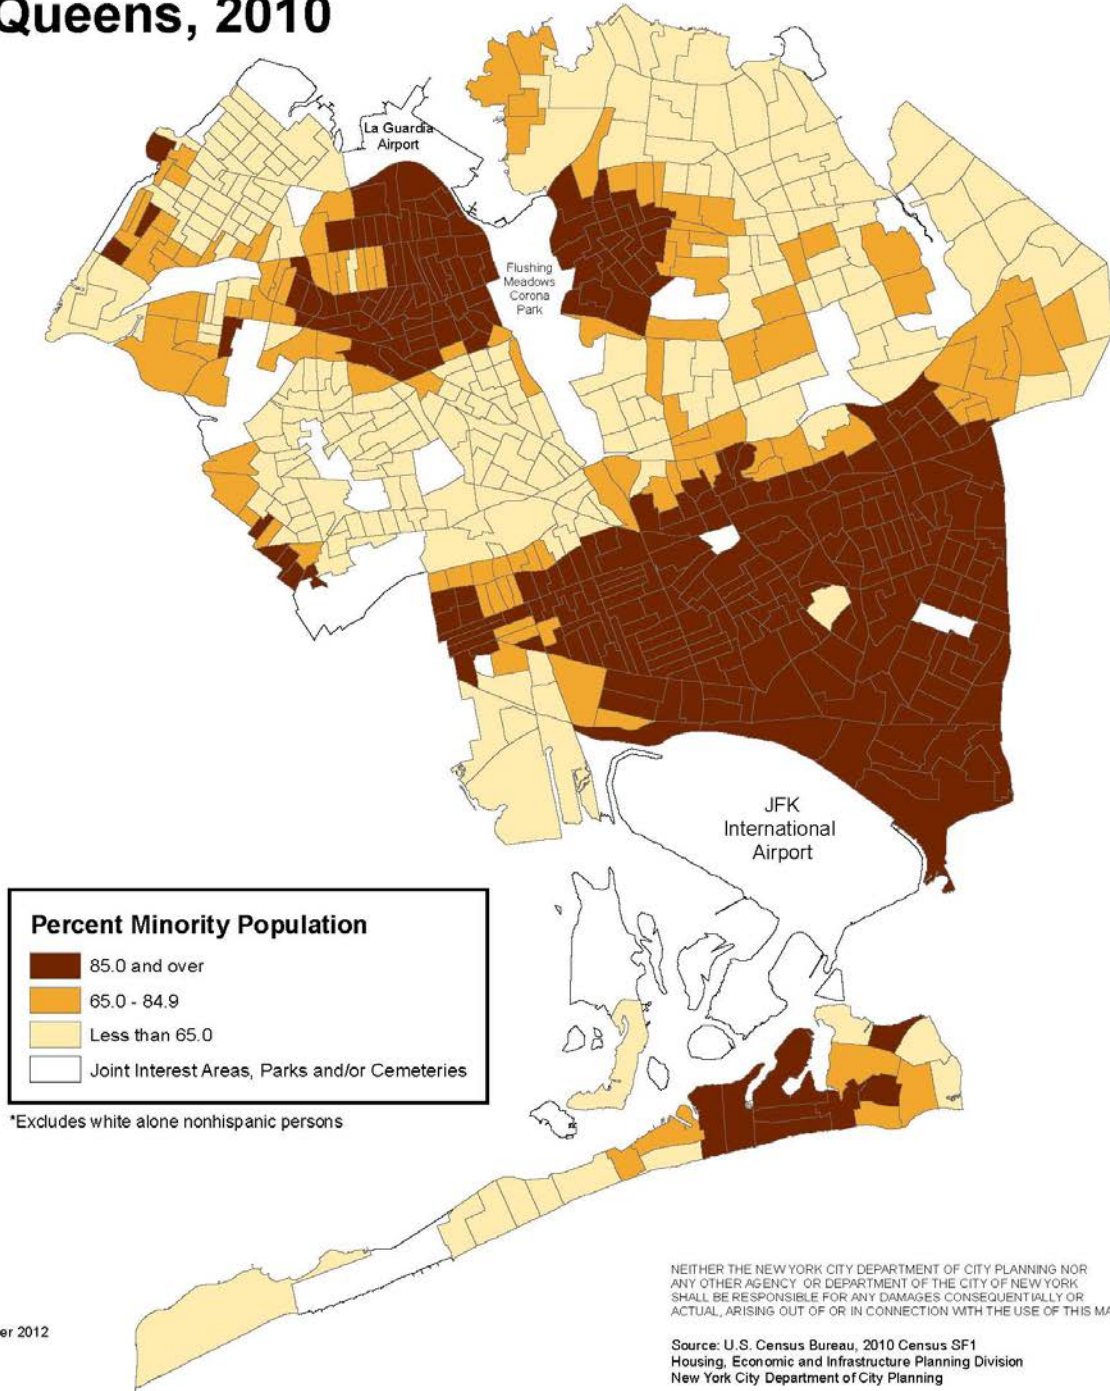 Queens, 2010
La Guardia
Airport
Flushing
Meadows
Corona
Park
JFK
International
Airport
Percent Minority Population
85.0 and over
65.0 - 84.9
Less than 65.0
Joint Interest Areas, Parks and/or Cemeteries
*Excludes white alone nonhispanic persons
NEITHER THE NEW YORK CITY DEPARTMENT OF CITY PLANNING NOR
ANY OTHER AGENCY OR DEPARTMENT OF THE CITY OF NEW YORK
SHALL BE RESPONSIBLE FOR ANY DAMAGES CONSEQUENTIALLY OR
ACTUAL, ARISING OUT OF OR IN CONNECTION WITH THE USE OF THIS MA
er 2012
Source: U.S. Census Bureau, 2010 Census SF1
Housing, Economic and Infrastructure Planning Division
New York City Department of City Planning